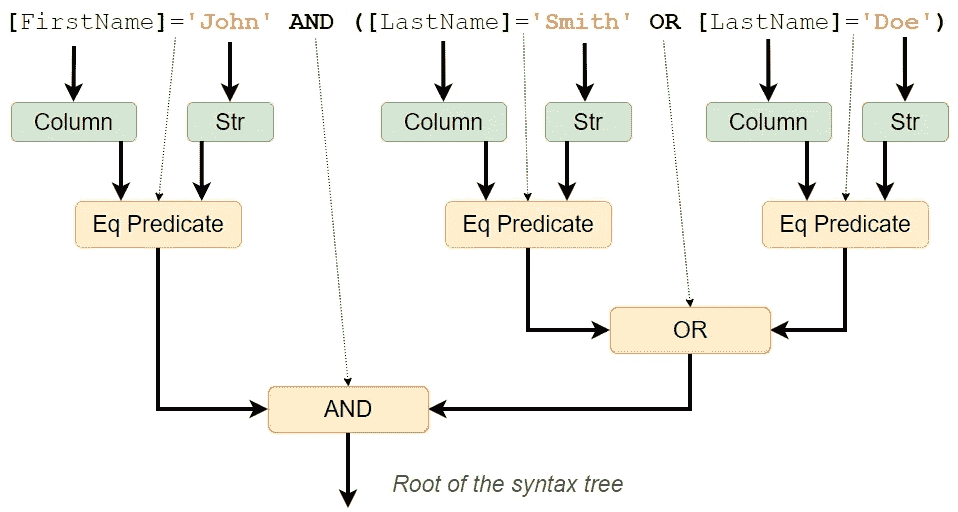 [FirstName]='John' AND ([LastName]='Smith' OR [LastName]='Doe')
Column Str Column Str Column Str
Eq Predicate Eq Predicate Eq Predicate
OR
AND
Root of the syntax tree